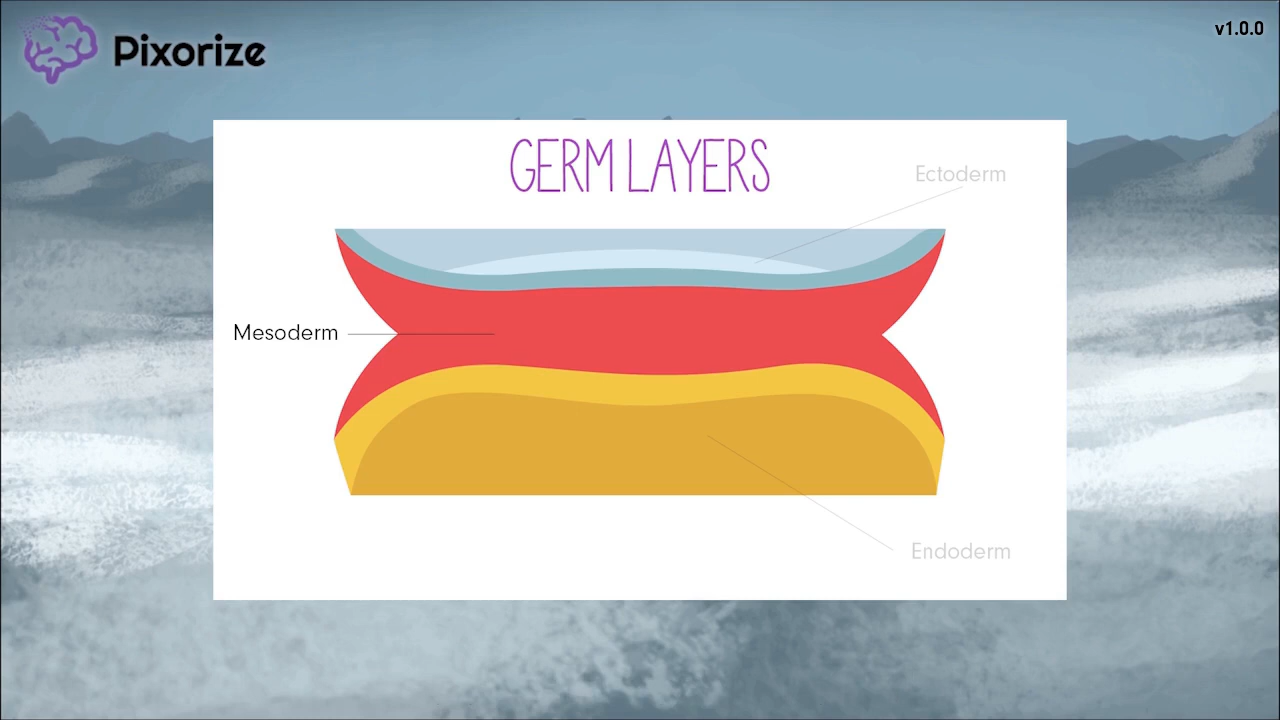 Pixorize
v1.0.0
GERM LAYERS
Ectoderm
Mesoderm
Endoderm